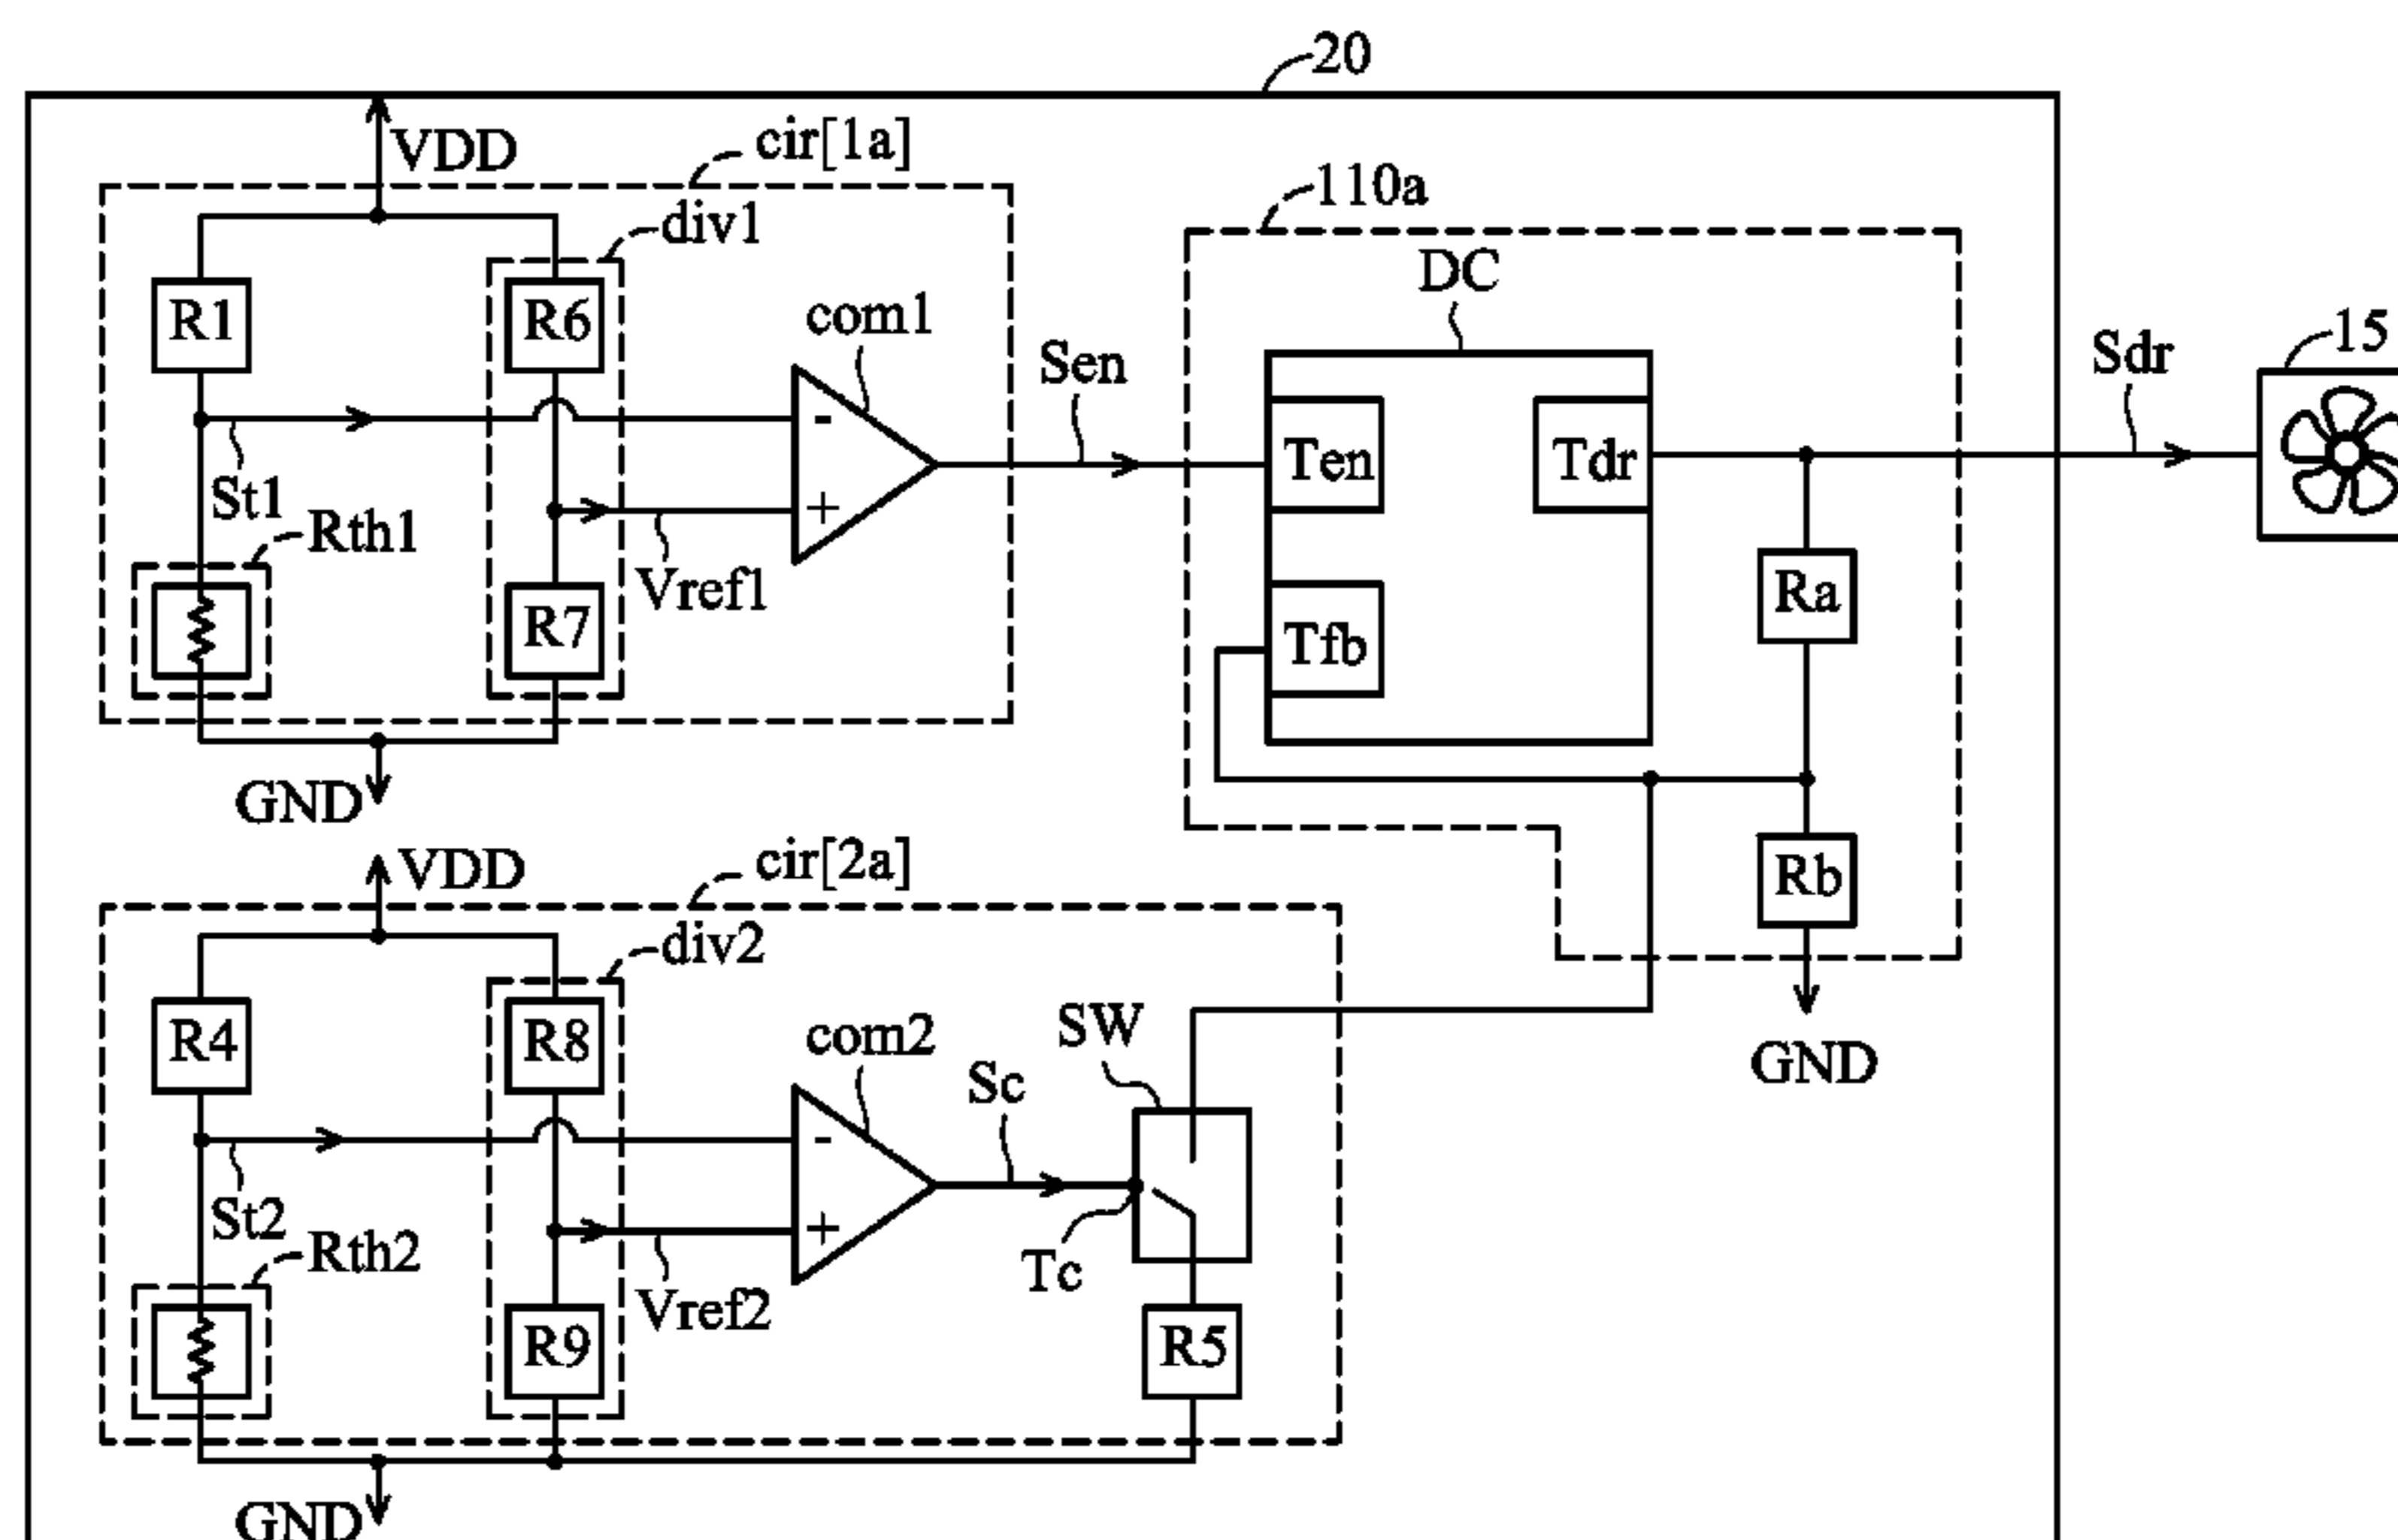 20
VDD
cir[1a]
div1
110a
DC
R1
R6
com1
Sen
Sdr
15
-
Ten
Tdr
St1
+
Rth1
Vref1
R7
Tfb
Ra
GND
VDD
cir[2a]
div2
Rb
R4
R8
com2
Sc
SW
GND
-
St2
+
Rth2
Vref2
Tc
R9
R5
GND